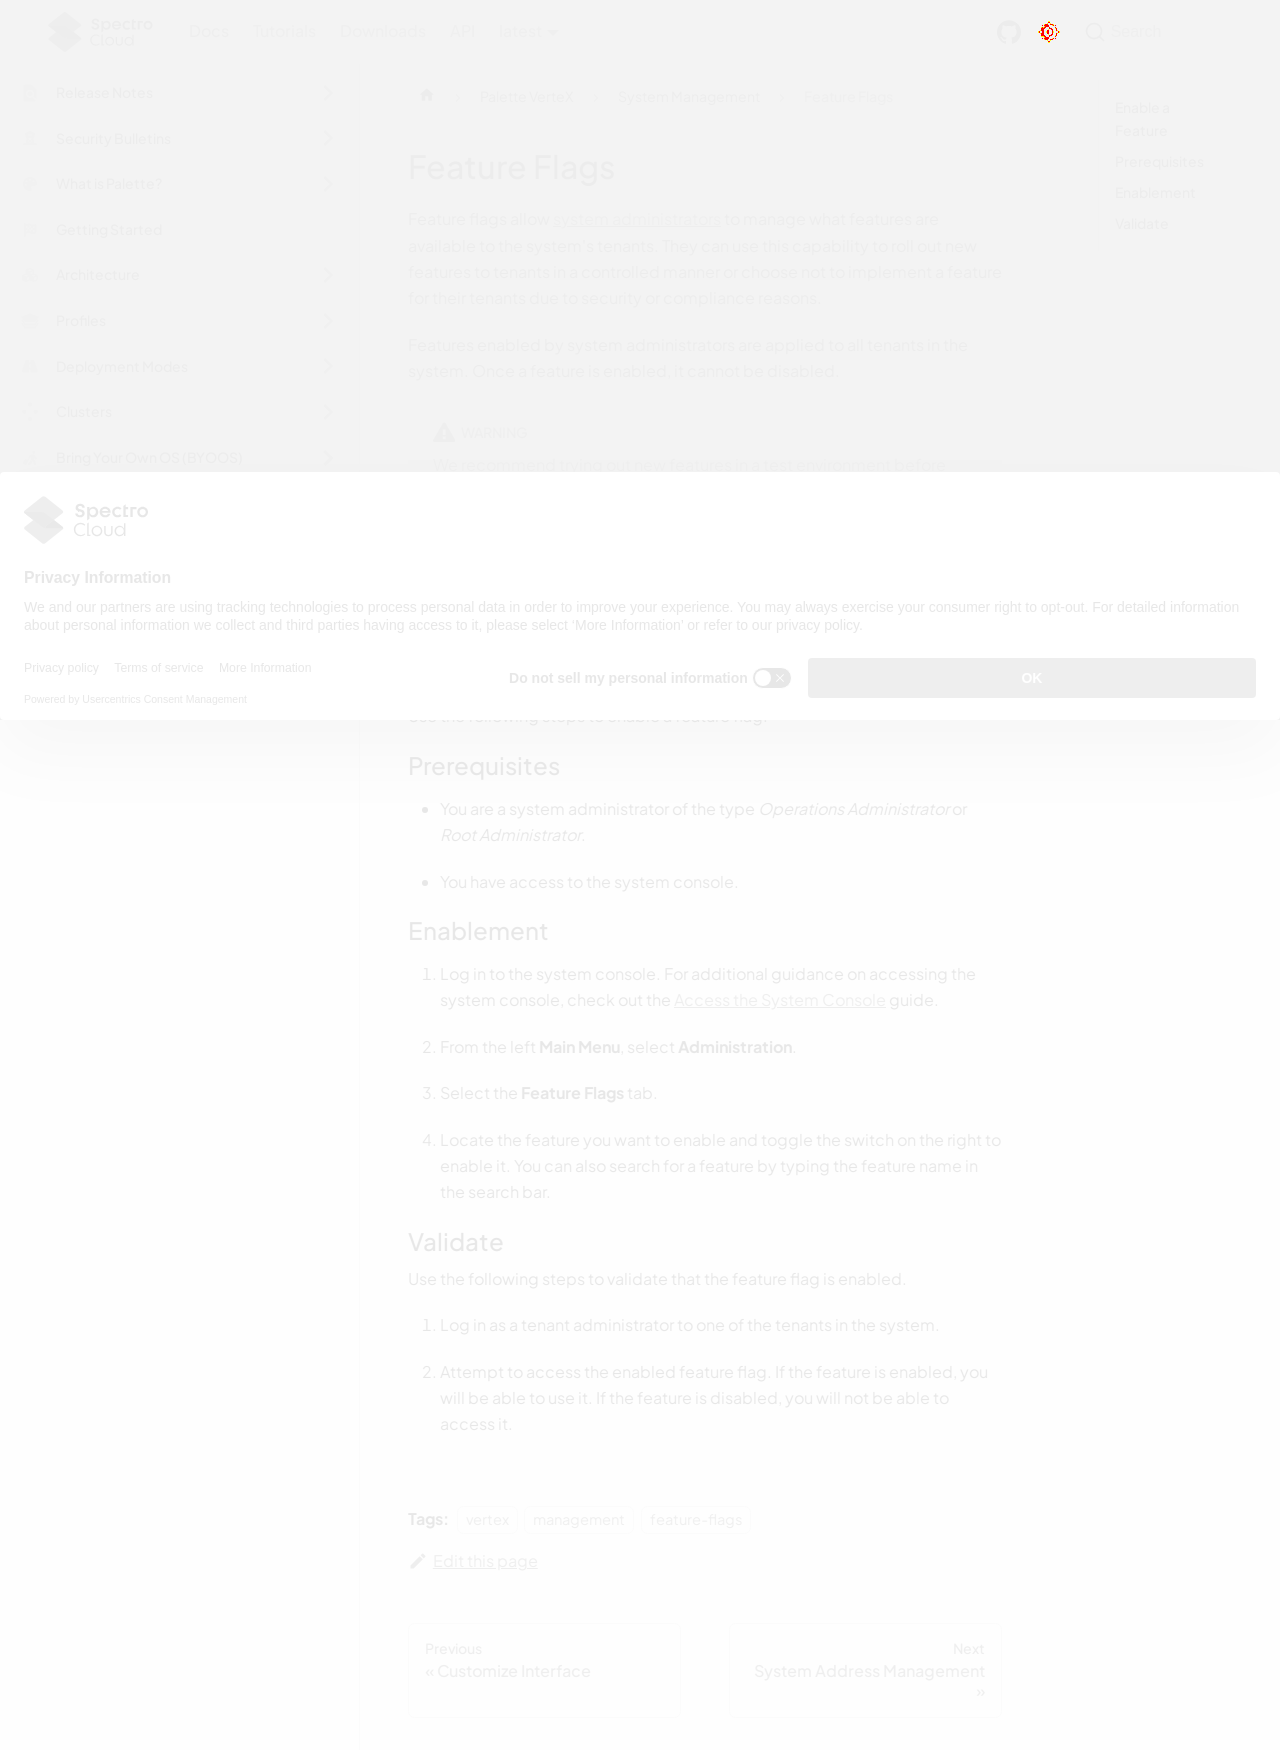 Spectro Cloud
Docs Tutorials Downloads API latest
Search
Release Notes
Security Bulletins
What is Palette?
Getting Started
Architecture
Profiles
Deployment Modes
Clusters
Bring Your Own OS (BYOOS)
Palette VerteX
System Management
Feature Flags
Enable a Feature
Prerequisites
Enablement
Validate
Feature Flags
Feature flags allow system administrators to manage what features are
available to the system's tenants. They can use this capability to roll out new
features to tenants in a controlled manner or choose not to implement a feature
for their tenants due to security or compliance reasons.
Features enabled by system administrators are applied to all tenants in the
system. Once a feature is enabled, it cannot be disabled.
WARNING
Spectro Cloud
Privacy Information
We and our partners are using tracking technologies to process personal data in order to improve your experience. You may always exercise your consumer right to opt-out. For detailed information
about personal information we collect and third parties having access to it, please select 'More Information' or refer to our privacy policy.
Privacy policy Terms of service More Information
Powered by Usercentrics Consent Management
Do not sell my personal information
OK
Use the following steps to enable a feature flag.
Prerequisites
You are a system administrator of the type Operations Administrator or
Root Administrator.
You have access to the system console.
Enablement
1. Log in to the system console. For additional guidance on accessing the
system console, check out the Access the System Console guide.
2. From the left Main Menu, select Administration.
3. Select the Feature Flags tab.
4. Locate the feature you want to enable and toggle the switch on the right to
enable it. You can also search for a feature by typing the feature name in
the search bar.
Validate
Use the following steps to validate that the feature flag is enabled.
1. Log in as a tenant administrator to one of the tenants in the system.
2. Attempt to access the enabled feature flag. If the feature is enabled, you
will be able to use it. If the feature is disabled, you will not be able to
access it.
Tags: vertex management feature-flags
Edit this page
Previous
« Customize Interface
Next
System Address Management
»